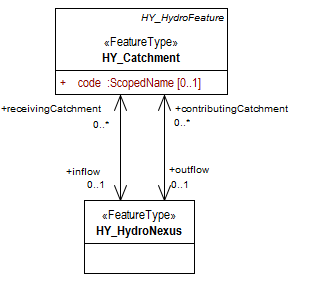 HY_HydroFeature
«FeatureType»
HY_Catchment
+ code :ScopedName [0..1]
+receivingCatchment
+contributingCatchment
0..*
0..*
+inflow
+outflow
0..1
0..1
«FeatureType»
HY_HydroNexus